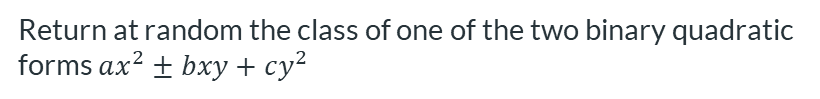 Return at random the class of one of the two binary quadratic
forms 𝑎𝑥² ± 𝑏𝑥𝑦 + 𝑐𝑦²